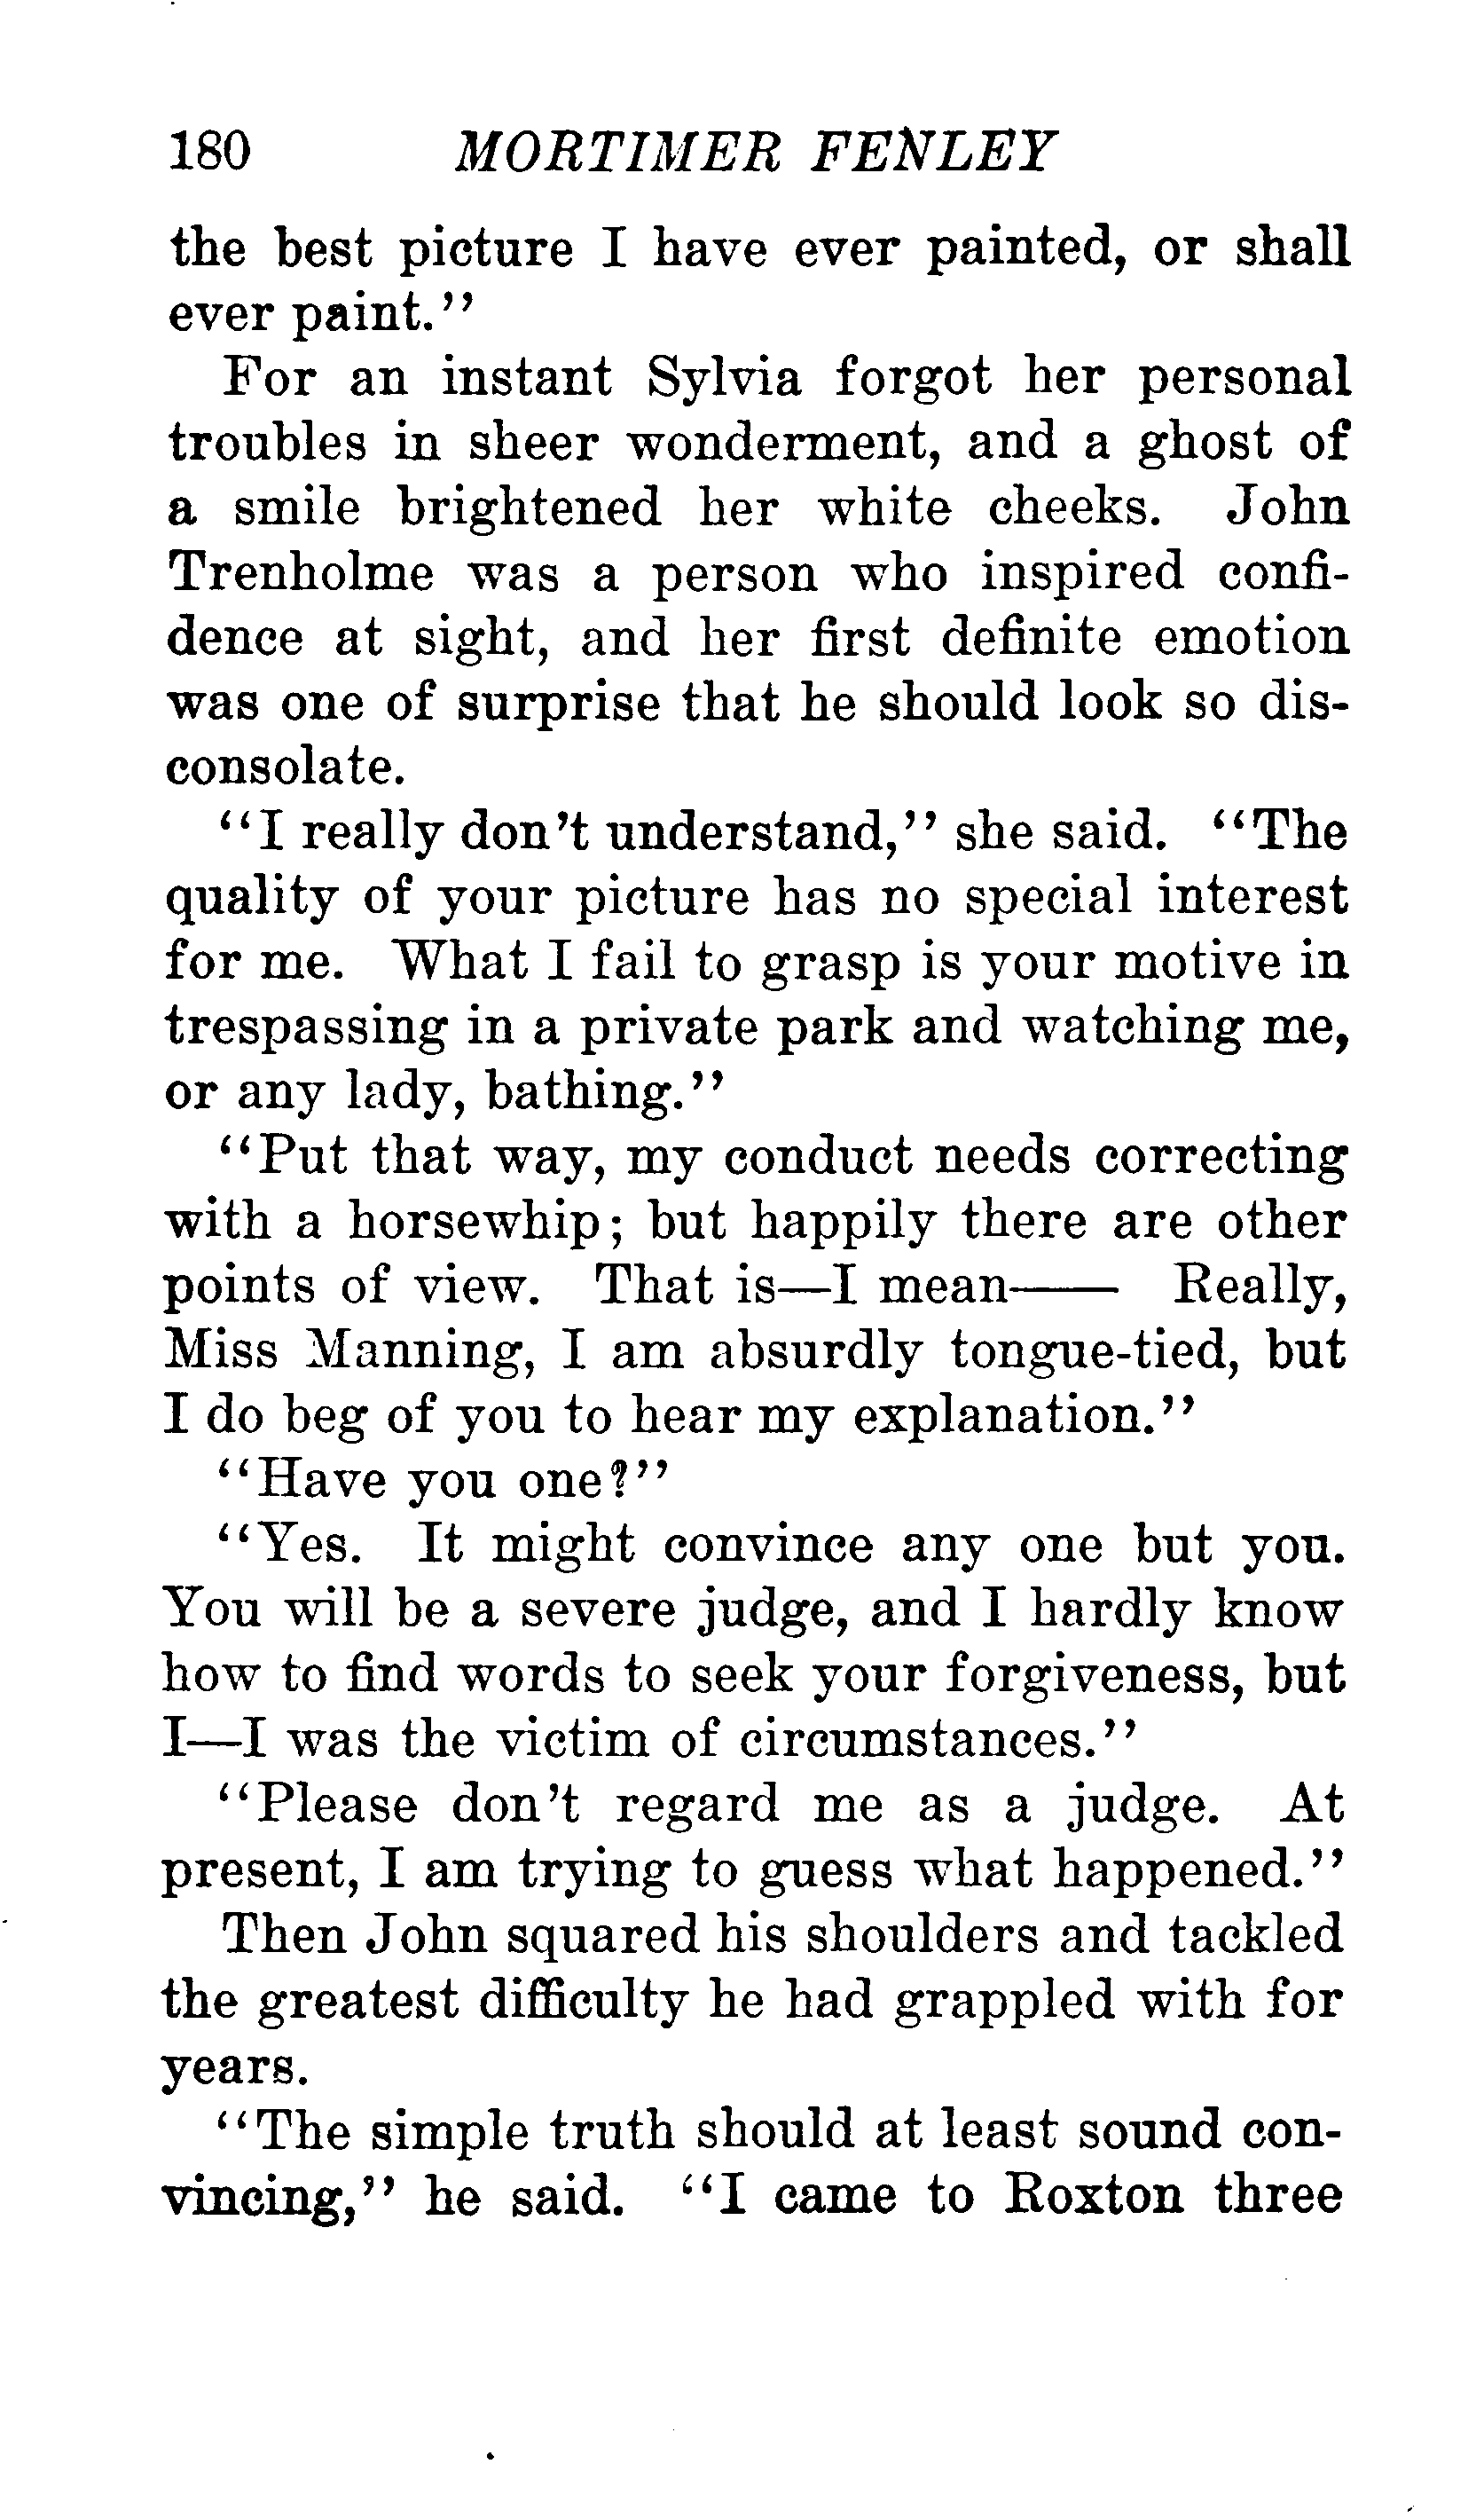 180 MORTIMER FENLEY
the best picture I have ever painted, or shall
ever paint."
For an instant Sylvia forgot her personal
troubles in sheer wonderment, and a ghost of
a smile brightened her white cheeks. John
Trenholme was a person who inspired confi-
dence at sight, and her first definite emotion
was one of surprise that he should look so dis-
consolate.
"I really don't understand," she said. "The
quality of your picture has no special interest
for me. What I fail to grasp is your motive in
trespassing in a private park and watching me,
or any lady, bathing."
"Put that way, my conduct needs correcting
with a horsewhip; but happily there are other
points of view. That is—I mean—— Really,
Miss Manning, I am absurdly tongue-tied, but
I do beg of you to hear my explanation."
"Have you one?"
"Yes. It might convince any one but you.
You will be a severe judge, and I hardly know
how to find words to seek your forgiveness, but
I—I was the victim of circumstances."
"Please don't regard me as a judge. At
present, I am trying to guess what happened."
Then John squared his shoulders and tackled
the greatest difficulty he had grappled with for
years.
"The simple truth should at least sound con-
vincing," he said. "I came to Roxton three